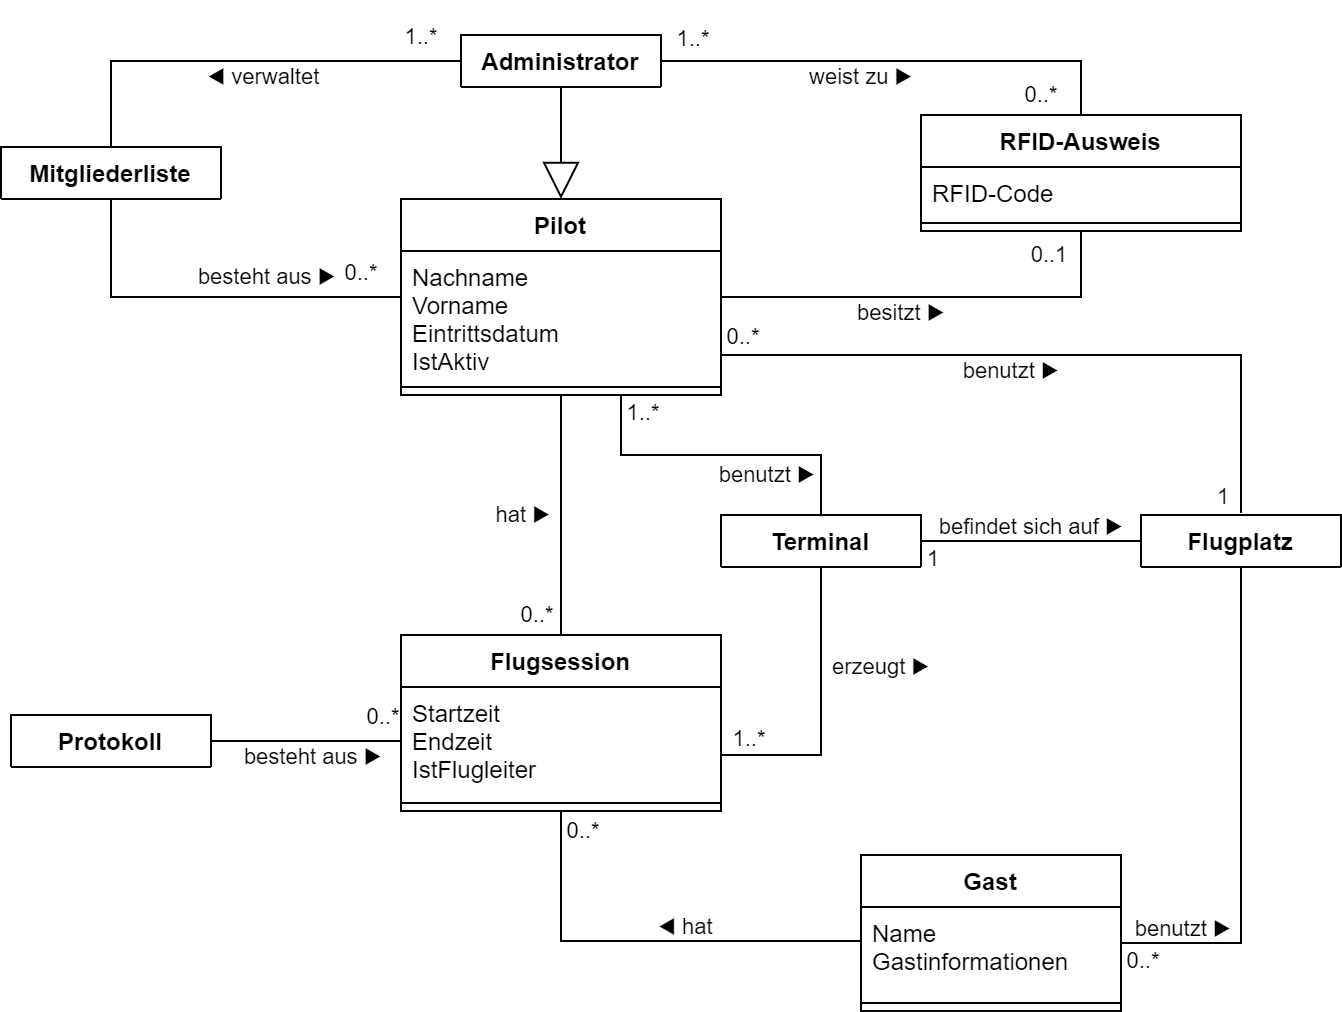 1..*
Administrator
1..*
◀ verwaltet
weist zu ▶
0..*
RFID-Ausweis
RFID-Code
Mitgliederliste
Pilot
Nachname
Vorname
Eintrittsdatum
IstAktiv
besteht aus ▶ 0..*
0..1
besitzt ▶
0..*
benutzt ▶
1..*
benutzt ▶
1
hat ▶
Terminal
befindet sich auf ▶
1
Flugplatz
0..*
Flugsession
Startzeit
Endzeit
IstFlugleiter
erzeugt ▶
0..*
1..*
Protokoll
besteht aus ▶
0..*
Gast
Name
Gastinformationen
◀ hat
benutzt ▶
0..*